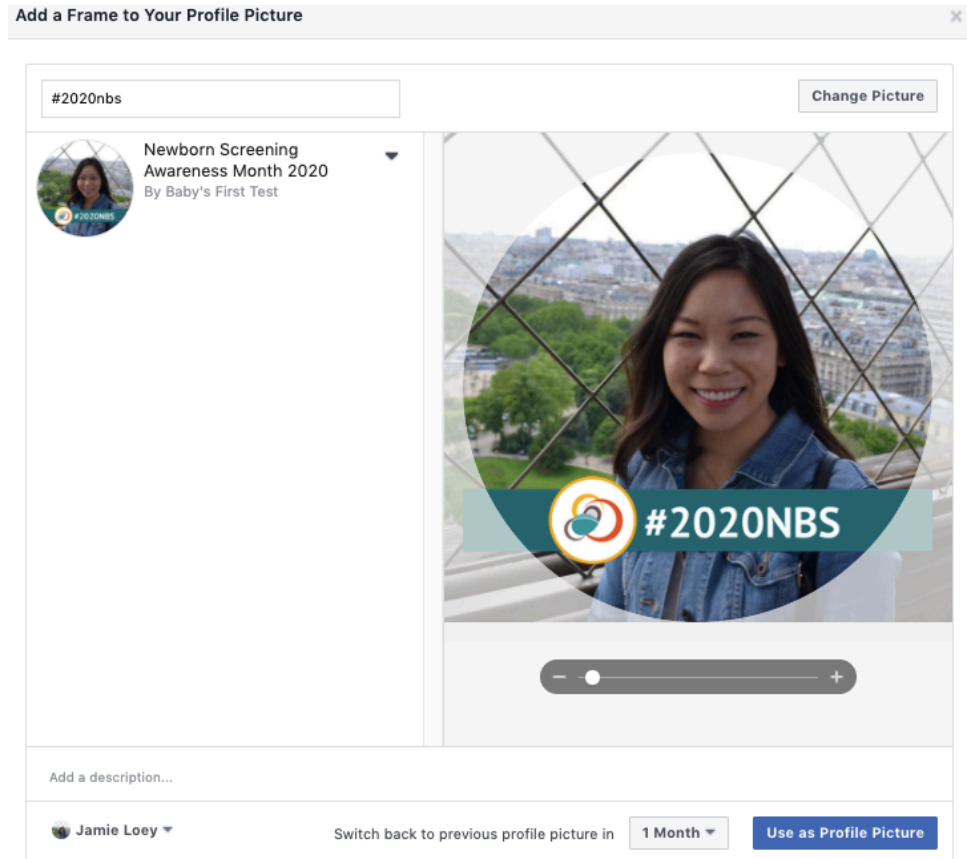 Add a Frame to Your Profile Picture
#2020nbs
Change Picture
Newborn Screening
Awareness Month 2020
By Baby's First Test
#2020NBS
#2020NBS
Add a description...
Jamie Loey
Switch back to previous profile picture in
1 Month
Use as Profile Picture